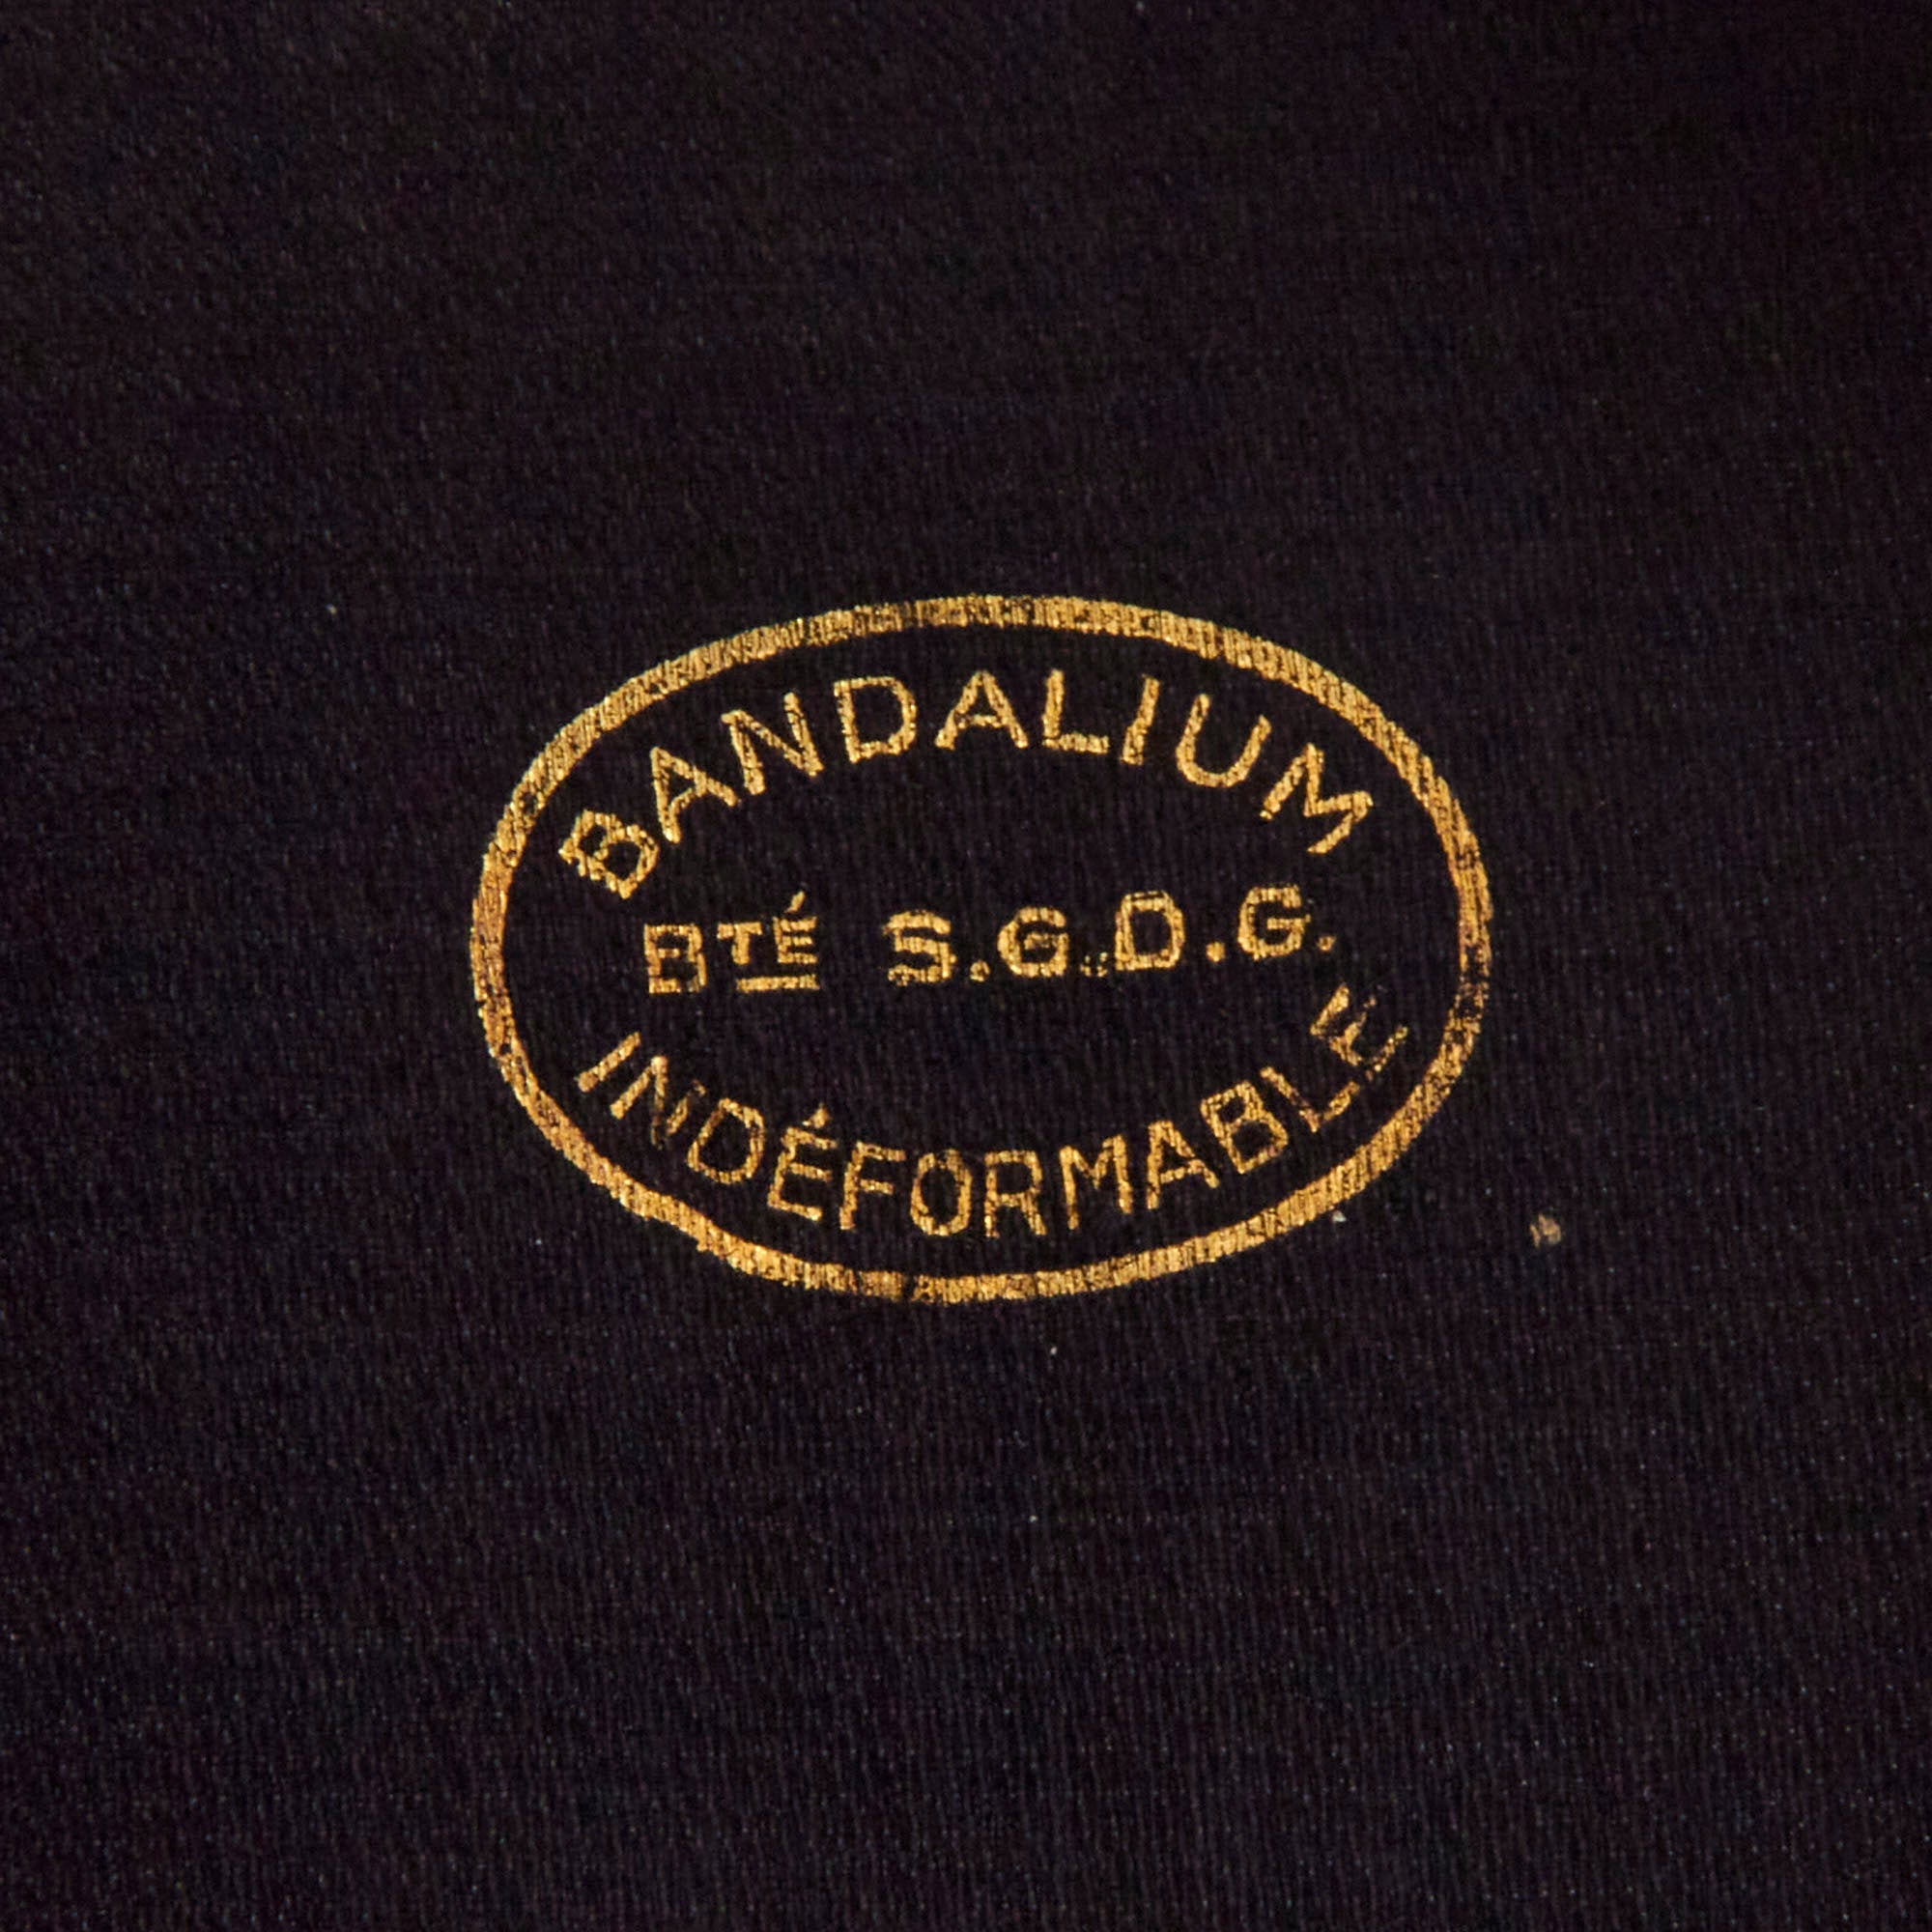 BANDALIUM
BTÉ S.G.D.G.
INDÉFORMABLE